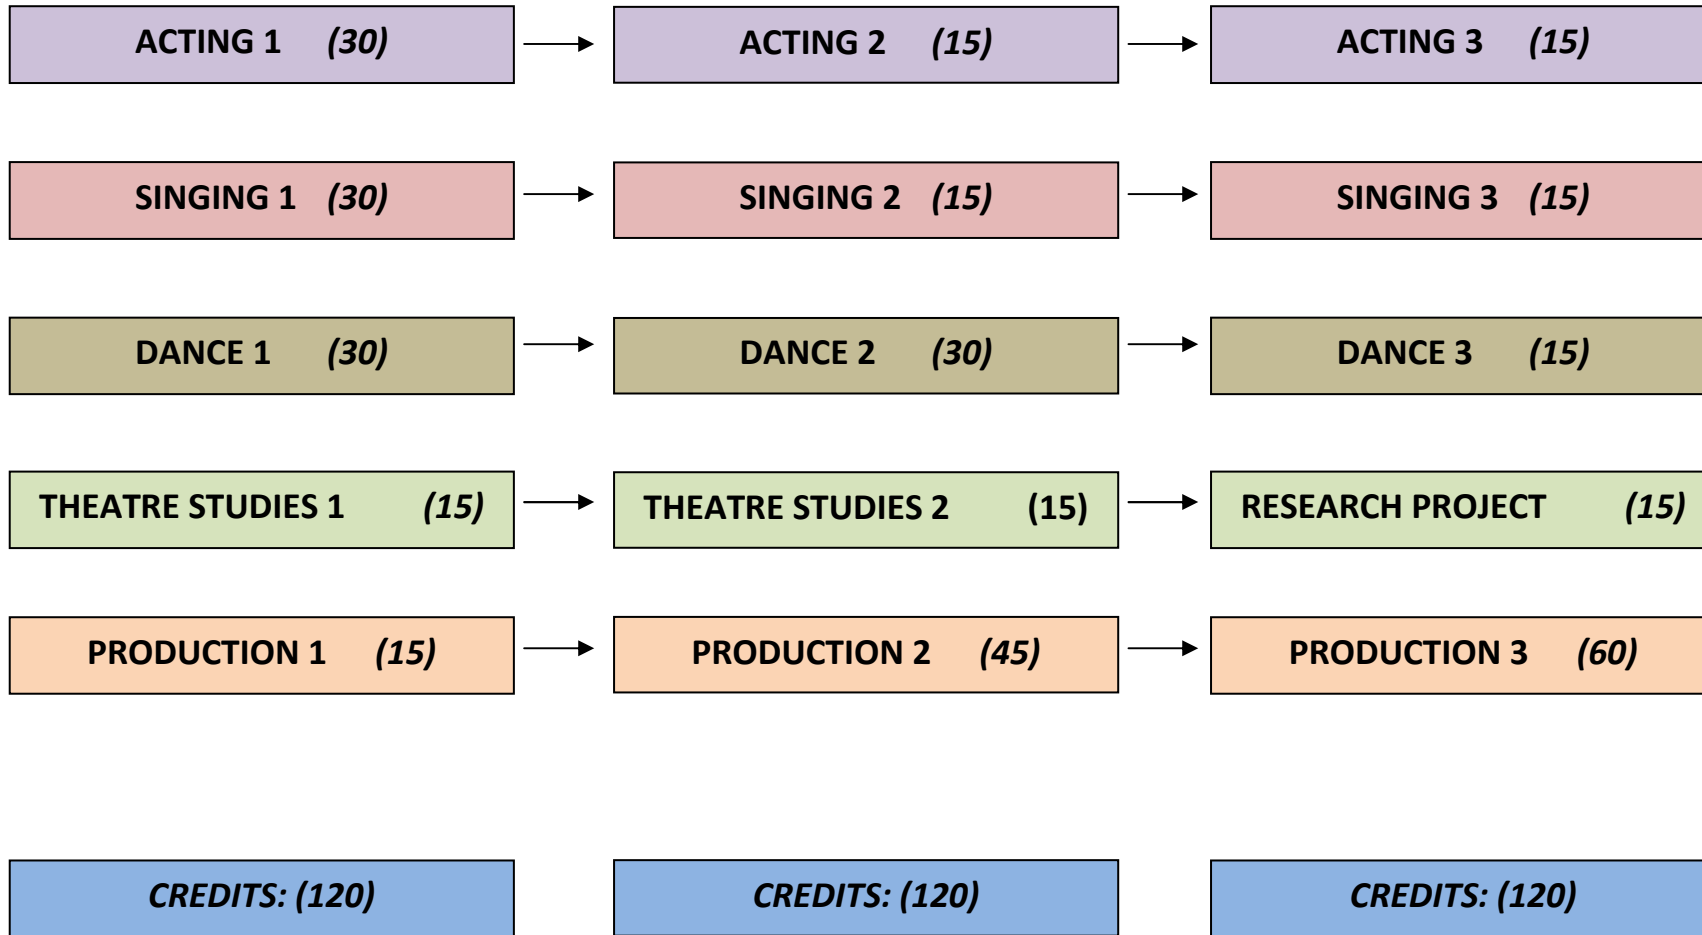 ACTING 1 (30)
ACTING 2 (15)
ACTING 3 (15)
SINGING 1 (30)
SINGING 2 (15)
SINGING 3 (15)
DANCE 1 (30)
DANCE 2 (30)
DANCE 3 (15)
THEATRE STUDIES 1 (15)
THEATRE STUDIES 2 (15)
RESEARCH PROJECT (15)
PRODUCTION 1 (15)
PRODUCTION 2 (45)
PRODUCTION 3 (60)
CREDITS: (120)
CREDITS: (120)
CREDITS: (120)